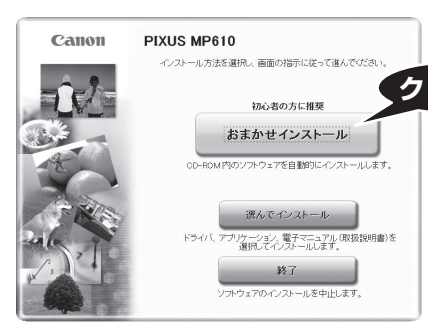 Canon
PIXUS MP610
インストール方法を選択し、画面の指示に従って進んでください。
ク
初心者の方に推奨
おまかせインストール
CD-ROM内のソフトウェアを自動的にインストールします。
選んでインストール
ドライバ、アプリケーション、電子マニュアル(取扱説明書)を
選択してインストールします。
終了
ソフトウェアのインストールを中止します。